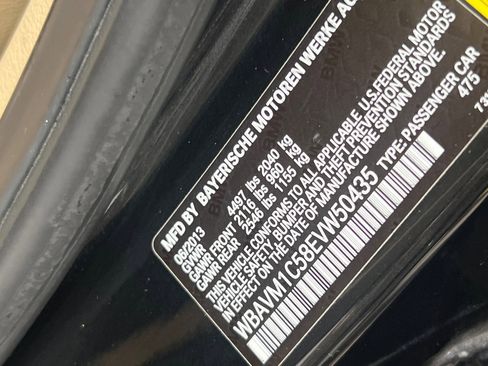 MFD BY BAYERISCHE MOTOREN WERKE AG
09/2013
GVWR 4497 lbs 2040 kg
GAWR FRONT 2116 lbs 960 kg
GAWR REAR 2546 lbs 1155 kg
THIS VEHICLE CONFORMS TO ALL APPLICABLE U.S.FEDERAL MOTOR
VEHICLE SAFETY, BUMPER AND THEFT PREVENTION STANDARDS
IN EFFECT ON THE DATE OF MANUFACTURE SHOWN ABOVE.
WBAVM1C58EVW50435 TYPE:PASSENGER CAR
475